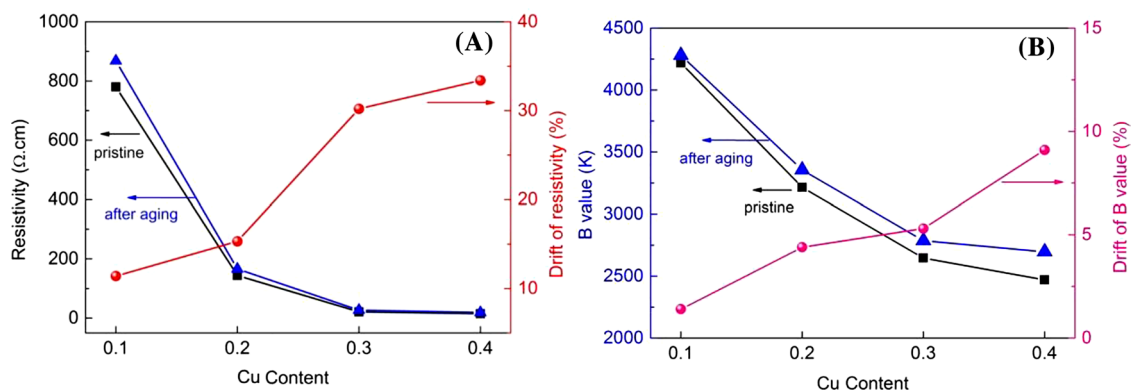 (A)
Resistivity (Ω.cm)
1000
800
600
400
200
0
pristine
after aging
40
30
20
10
Drift of resistivity (%)
0.1 0.2 0.3 0.4
Cu Content
(B)
B value (K)
4500
4000
3500
3000
2500
2000
after aging
pristine
15
10
5
0
Drift of B value (%)
0.1 0.2 0.3 0.4
Cu Content